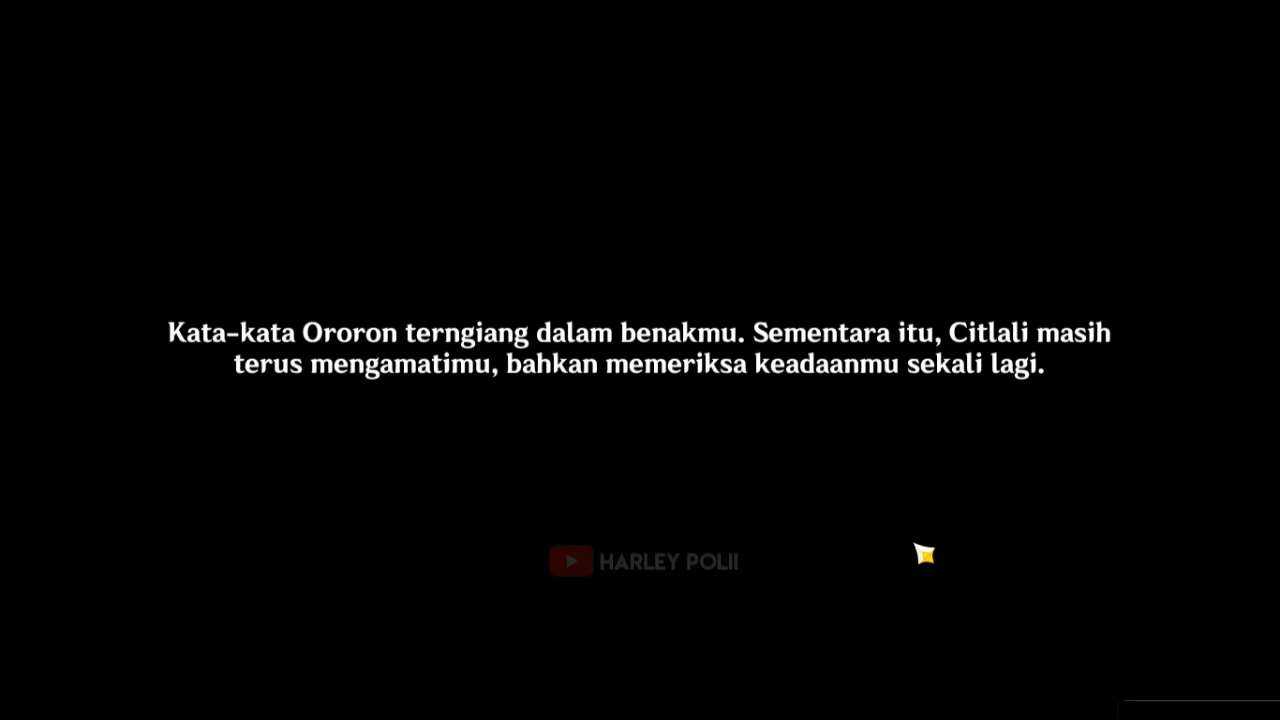 Kata-kata Ororon terngiang dalam benakmu. Sementara itu, Citlali masih
terus mengamatimu, bahkan memeriksa keadaanmu sekali lagi.
HARLEY POLII